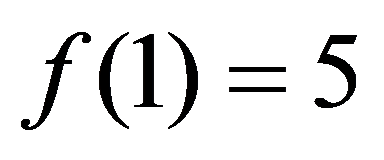 f(1) = 5